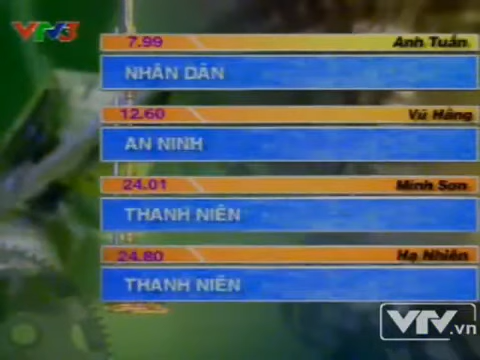 VTV3
7.99 Anh Tuấn
NHÂN DÂN
12.60 Vũ Hằng
AN NINH
24.01 Minh Sơn
THANH NIÊN
24.80 Hạ Nhiên
THANH NIÊN
VTV.vn